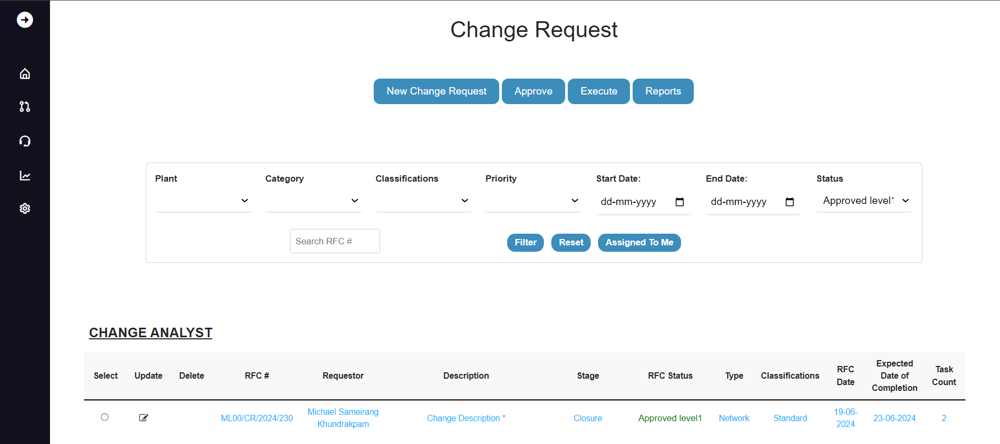 Change Request
New Change Request Approve Execute Reports
Plant Category Classifications Priority Start Date: End Date: Status
dd-mm-yyyy dd-mm-yyyy Approved level1
Search RFC # Filter Reset Assigned To Me
CHANGE ANALYST
Select Update Delete RFC # Requestor Description Stage RFC Status Type Classifications RFC Date Expected Date of Completion Task Count
ML00/CR/2024/230 Michael Sameirang Khundrakpam Change Description * Closure Approved level1 Network Standard 19-06-2024 23-06-2024 2